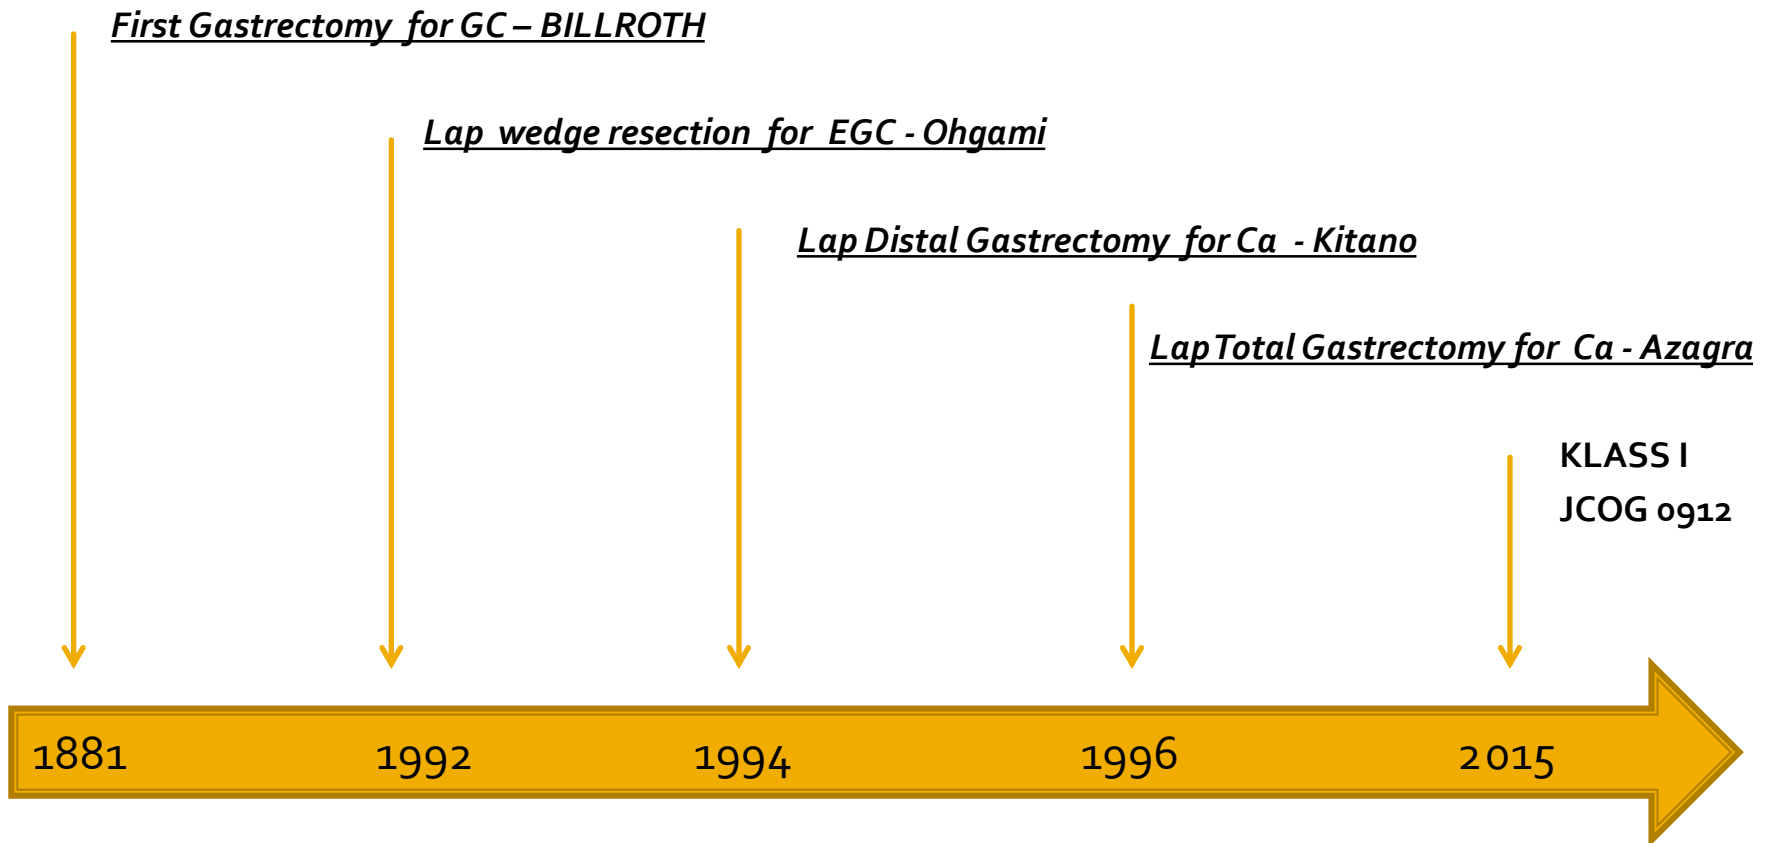 First Gastrectomy for GC – BILLROTH
Lap wedge resection for EGC - Ohgami
Lap Distal Gastrectomy for Ca - Kitano
Lap Total Gastrectomy for Ca - Azagra
KLASS I
JCOG 0912
1881 1992 1994 1996 2015